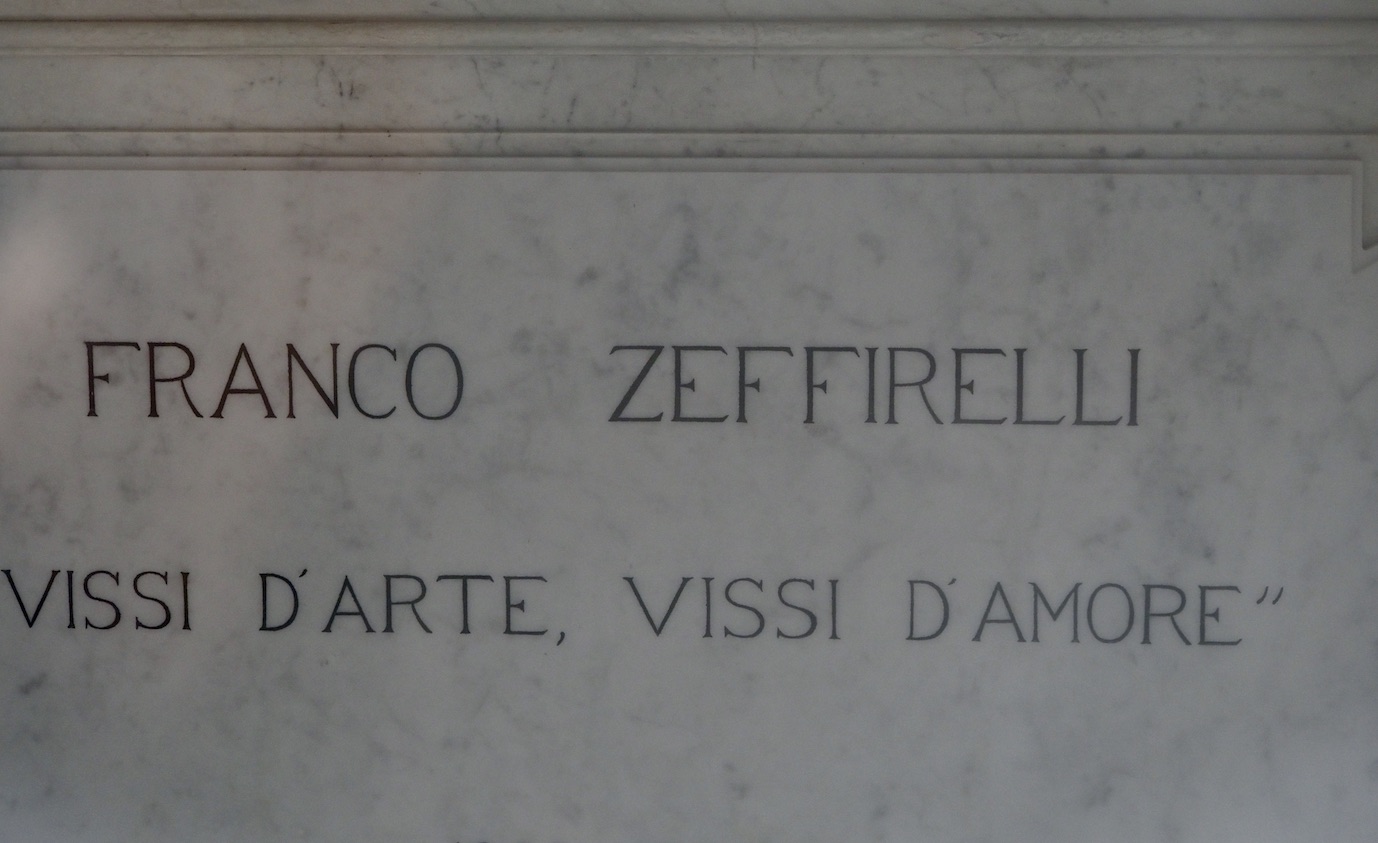 FRANCO ZEFFIRELLI
VISSI D'ARTE, VISSI D'AMORE"